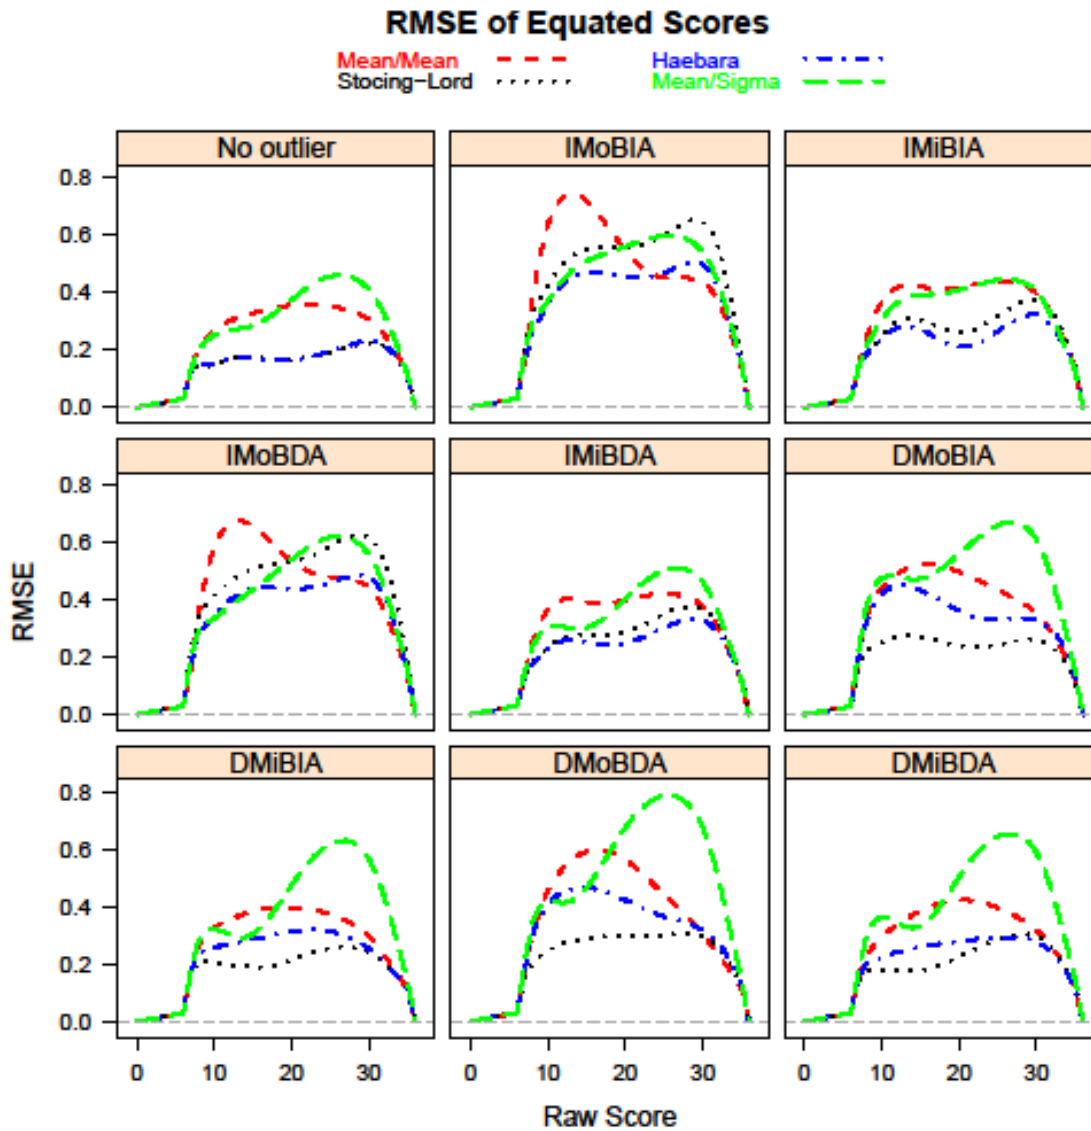 RMSE of Equated Scores
Mean/Mean Haebara
Stocing-Lord Mean/Sigma
No outlier IMoBIA IMiBIA
0.8
0.6
0.4
0.2
0.0
IMoBDA IMiBDA DMoBIA
0.8
0.6
0.4
0.2
0.0
RMSE
DMiBIA DMoBDA DMiBDA
0.8
0.6
0.4
0.2
0.0
0 10 20 30 0 10 20 30 0 10 20 30
Raw Score